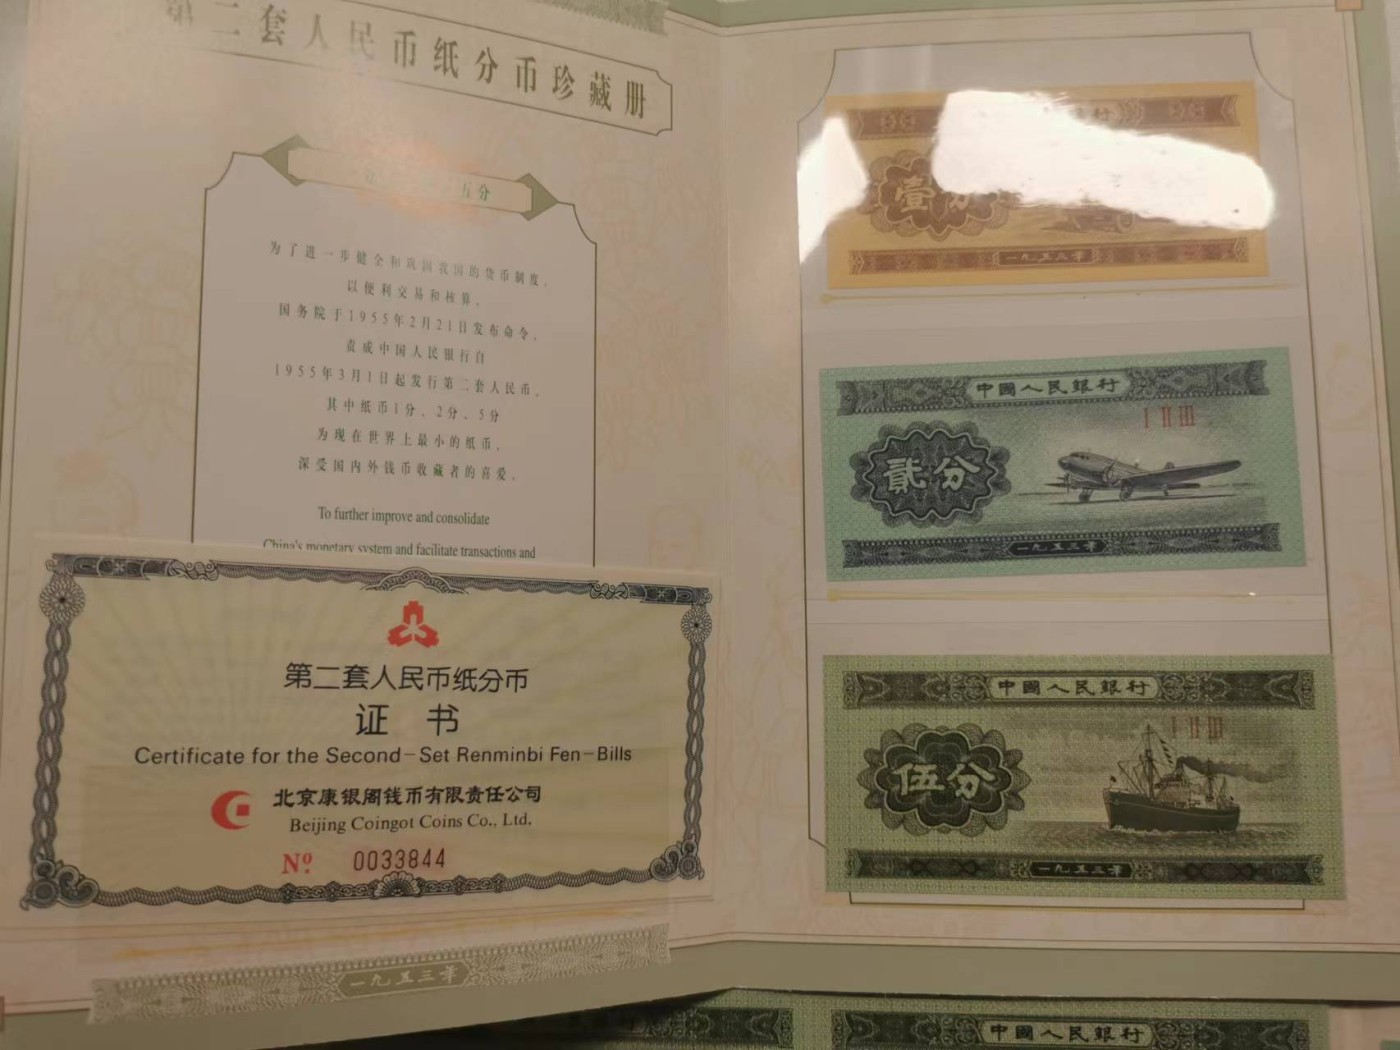 第二套人民币纸分币珍藏册
五分
为了进一步健全和巩固我国的货币制度，
以便利交易和核算，
国务院于1955年2月21日发布命令，
责成中国人民银行自
1955年3月1日起发行第二套人民币，
其中纸币1分、2分、5分
为现在世界上最小的纸币，
深受国内外钱币收藏者的喜爱。
To further improve and consolidate
China's monetary system and facilitate transactions and
第二套人民币纸分币
证书
Certificate for the Second-Set Renminbi Fen-Bills
北京康银阁钱币有限责任公司
Beijing Coingot Coins Co., Ltd.
Nº 0033844
一九五三年
行
壹分
一九五三年
中國人民銀行
I II III
貳分
一九五三年
中國人民銀行
I II III
伍分
一九五三年
中國人民銀行